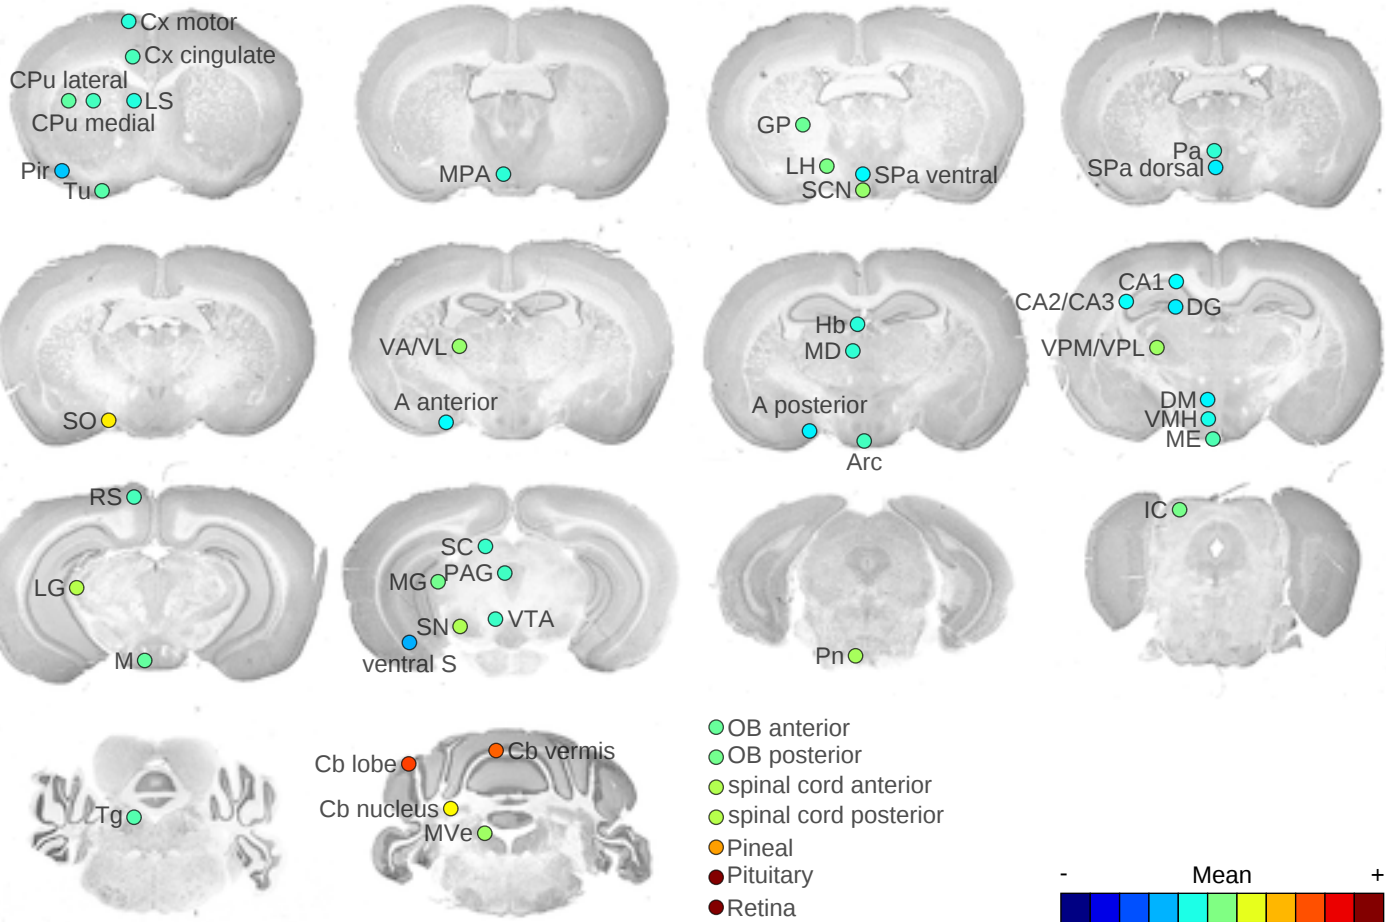 Cx motor
Cx cingulate
CPu lateral
LS
CPu medial
Pir
Tu
MPA
GP
LH
SPa ventral
SCN
Pa
SPa dorsal
SO
VA/VL
A anterior
Hb
MD
A posterior
Arc
CA1
CA2/CA3
DG
VPM/VPL
DM
VMH
ME
RS
LG
M
SC
MG
PAG
SN
VTA
ventral S
Pn
IC
Tg
Cb lobe
Cb vermis
Cb nucleus
MVe
OB anterior
OB posterior
spinal cord anterior
spinal cord posterior
Pineal
Pituitary
Retina
- Mean +